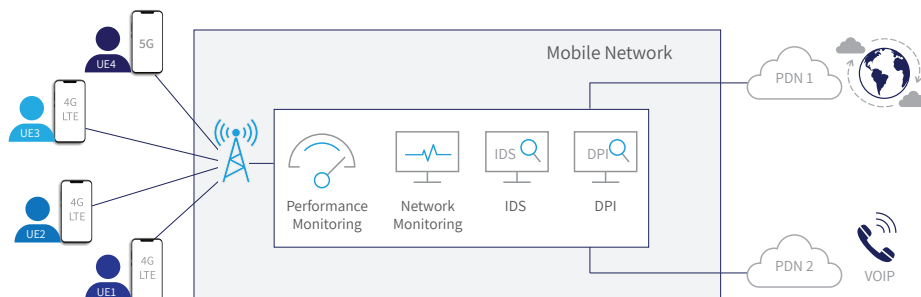 5G
UE4
4G
LTE
UE3
4G
LTE
UE2
4G
LTE
UE1
Mobile Network
Performance
Monitoring
Network
Monitoring
IDS
IDS
DPI
DPI
PDN 1
PDN 2
VOIP